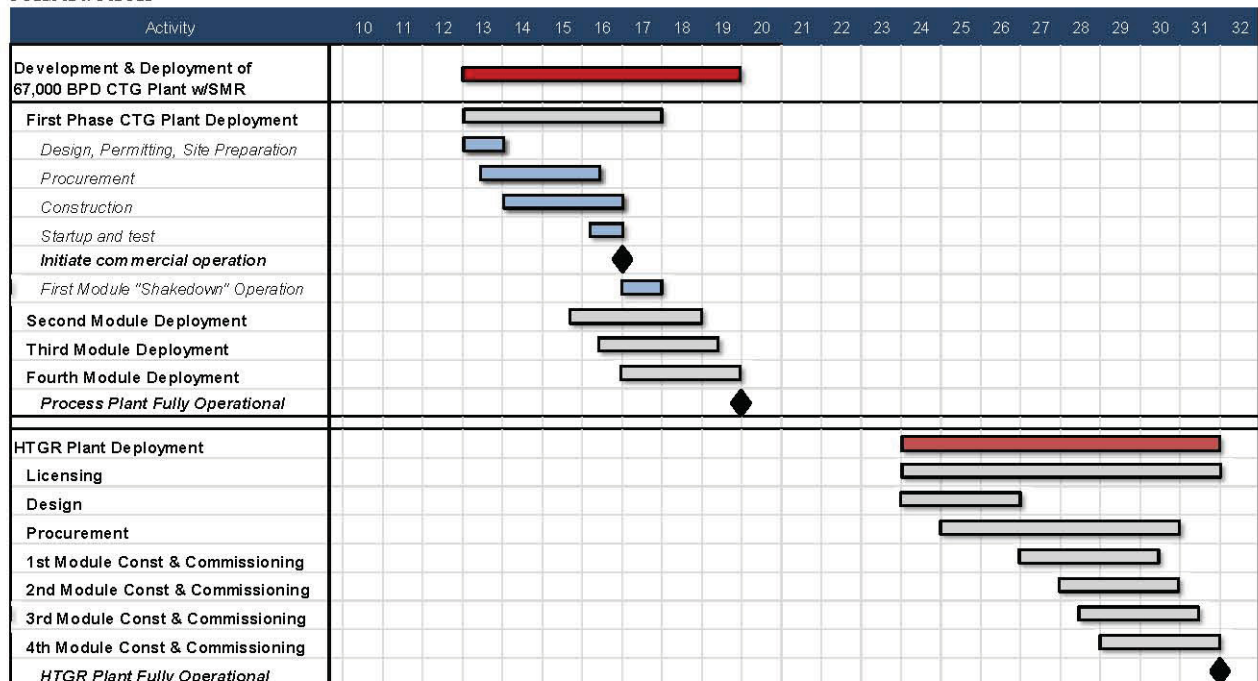 Activity 10 11 12 13 14 15 16 17 18 19 20 21 22 23 24 25 26 27 28 29 30 31 32
Development & Deployment of
67,000 BPD CTG Plant w/SMR
First Phase CTG Plant Deployment
Design, Permitting, Site Preparation
Procurement
Construction
Startup and test
Initiate commercial operation
First Module "Shakedown" Operation
Second Module Deployment
Third Module Deployment
Fourth Module Deployment
Process Plant Fully Operational
HTGR Plant Deployment
Licensing
Design
Procurement
1st Module Const & Commissioning
2nd Module Const & Commissioning
3rd Module Const & Commissioning
4th Module Const & Commissioning
HTGR Plant Fully Operational